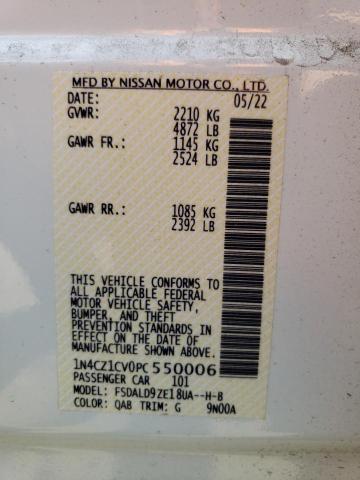 MFD BY NISSAN MOTOR CO., LTD.
DATE: 05/22
GVWR: 2210 KG
4872 LB
GAWR FR.: 1145 KG
2524 LB
GAWR RR.: 1085 KG
2392 LB
THIS VEHICLE CONFORMS TO
ALL APPLICABLE FEDERAL
MOTOR VEHICLE SAFETY,
BUMPER, AND THEFT
PREVENTION STANDARDS
IN EFFECT ON THE DATE OF
MANUFACTURE SHOWN ABOVE.
1N4CZ1CV0PC550006
PASSENGER CAR 101
MODEL: FSDALD9ZE18UA--H-B
COLOR: QAB TRIM: G 9N00A